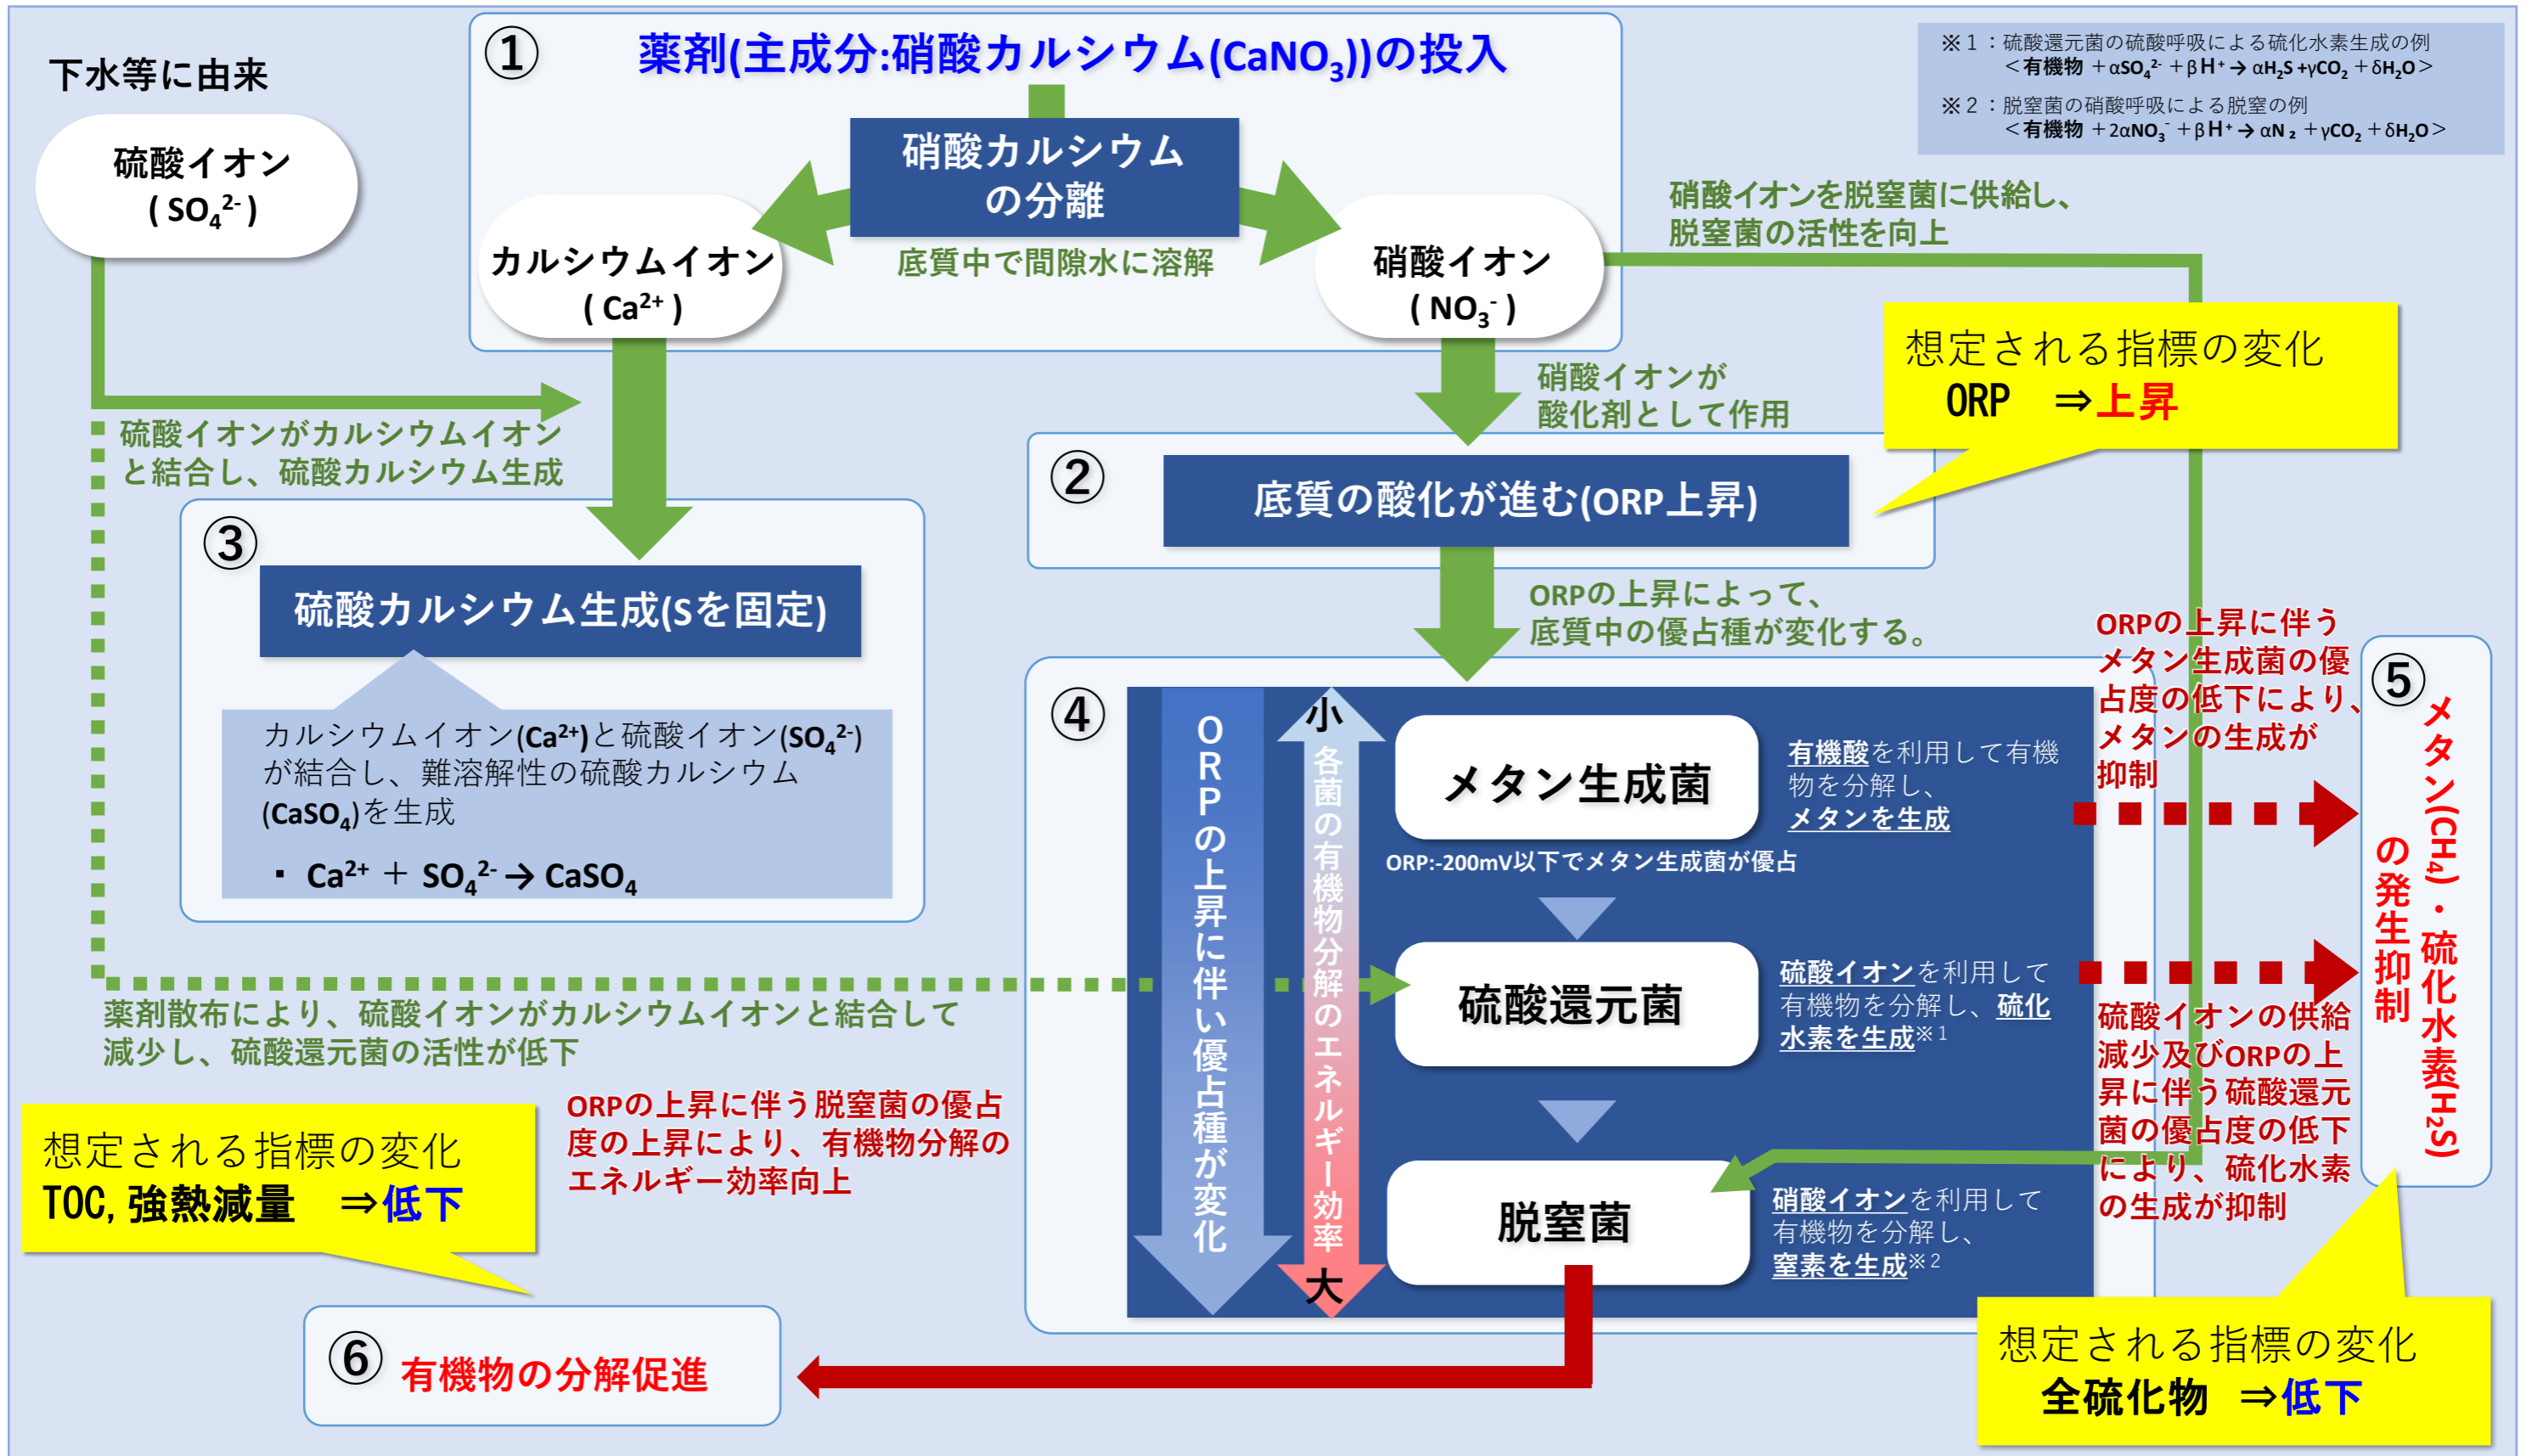 下水等に由来
硫酸イオン
( SO₄²⁻ )
①
薬剤(主成分:硝酸カルシウム(CaNO₃))の投入
硝酸カルシウム
の分離
底質中で間隙水に溶解
カルシウムイオン
( Ca²⁺ )
硝酸イオン
( NO₃⁻ )
※1：硫酸還元菌の硫酸呼吸による硫化水素生成の例
＜有機物 +αSO₄²⁻ +βH⁺→ αH₂S +γCO₂ +δH₂O＞
※2：脱窒菌の硝酸呼吸による脱窒の例
＜有機物 +2αNO₃⁻ +βH⁺→ αN₂ +γCO₂ +δH₂O＞
硝酸イオンを脱窒菌に供給し、
脱窒菌の活性を向上
想定される指標の変化
ORP ⇒上昇
硝酸イオンが
酸化剤として作用
硫酸イオンがカルシウムイオン
と結合し、硫酸カルシウム生成
②
底質の酸化が進む(ORP上昇)
ORPの上昇によって、
底質中の優占種が変化する。
③
硫酸カルシウム生成(Sを固定)
カルシウムイオン(Ca²⁺)と硫酸イオン(SO₄²⁻)
が結合し、難溶解性の硫酸カルシウム
(CaSO₄)を生成
▪ Ca²⁺ ＋ SO₄²⁻ → CaSO₄
④
ORPの上昇に伴い優占種が変化
小
各菌の有機物分解のエネルギー効率
大
メタン生成菌
有機酸を利用して有機
物を分解し、
メタンを生成
ORP:-200mV以下でメタン生成菌が優占
硫酸還元菌
硫酸イオンを利用して
有機物を分解し、硫化
水素を生成※1
脱窒菌
硝酸イオンを利用して
有機物を分解し、
窒素を生成※2
ORPの上昇に伴う
メタン生成菌の優
占度の低下により、
メタンの生成が
抑制
⑤
メタン(CH₄)・硫化水素(H₂S)
の発生抑制
硫酸イオンの供給
減少及びORPの上
昇に伴う硫酸還元
菌の優占度の低下
により、硫化水素
の生成が抑制
想定される指標の変化
全硫化物 ⇒低下
薬剤散布により、硫酸イオンがカルシウムイオンと結合して
減少し、硫酸還元菌の活性が低下
ORPの上昇に伴う脱窒菌の優占
度の上昇により、有機物分解の
エネルギー効率向上
想定される指標の変化
TOC,強熱減量 ⇒低下
⑥
有機物の分解促進